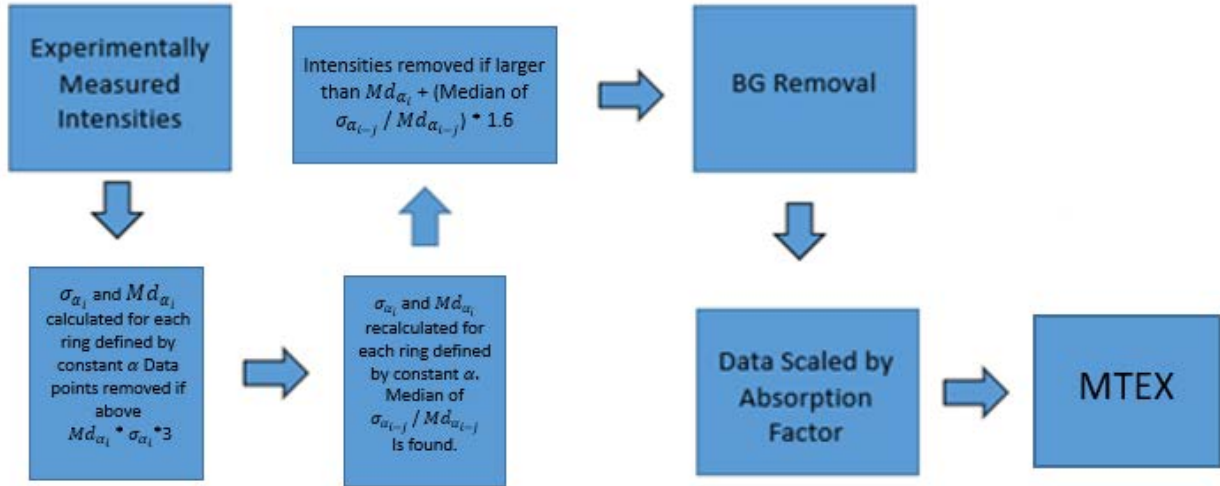 Experimentally
Measured
Intensities
σ_{α_i} and Md_{α_i}
calculated for each
ring defined by
constant α Data
points removed if
above
Md_{α_i} * σ_{α_i}*3
σ_{α_i} and Md_{α_i}
recalculated for
each ring defined
by constant α.
Median of
σ_{α_{i−j}} / Md_{α_{i−j}}
Is found.
Intensities removed if larger
than Md_{α_i} + (Median of
σ_{α_{i−j}} / Md_{α_{i−j}}) * 1.6
BG Removal
Data Scaled by
Absorption
Factor
MTEX